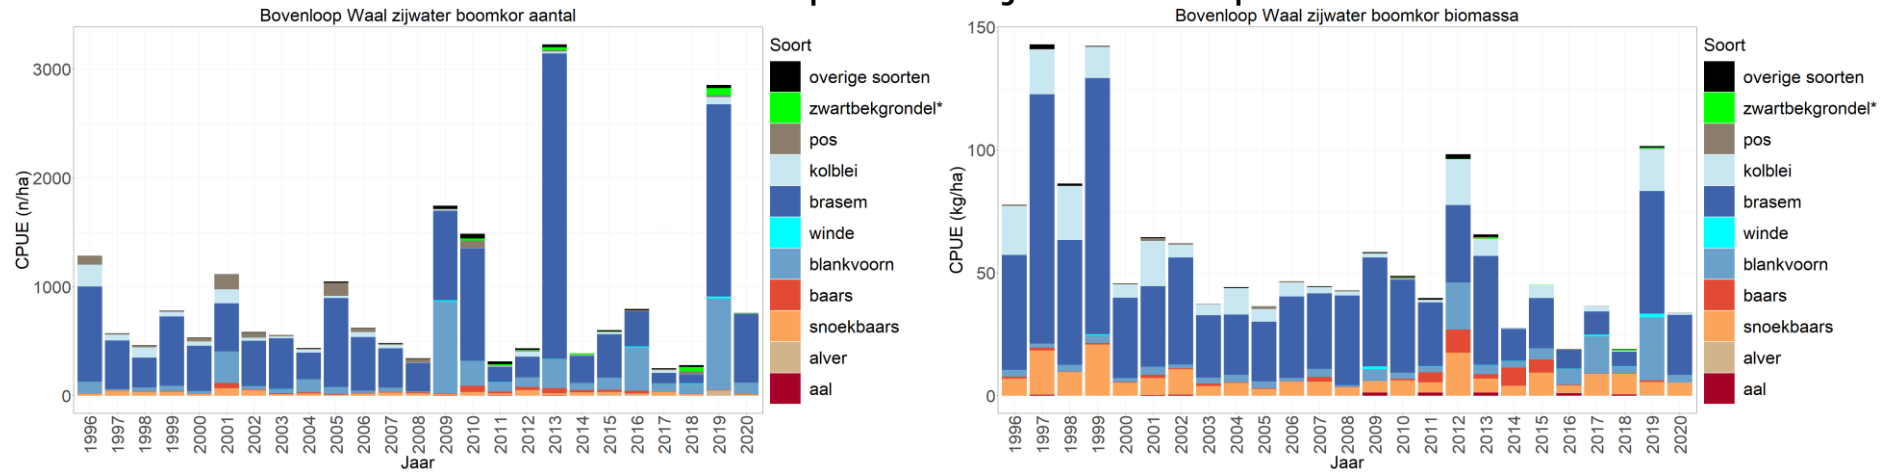 Bovenloop Waal zijwater boomkor aantal
CPUE (n/ha)
3000
2000
1000
0
1996 1997 1998 1999 2000 2001 2002 2003 2004 2005 2006 2007 2008 2009 2010 2011 2012 2013 2014 2015 2016 2017 2018 2019 2020
Jaar
Soort
overige soorten
zwartbekgrondel*
pos
kolblei
brasem
winde
blankvoorn
baars
snoekbaars
alver
aal
Bovenloop Waal zijwater boomkor biomassa
CPUE (kg/ha)
150
100
50
0
1996 1997 1998 1999 2000 2001 2002 2003 2004 2005 2006 2007 2008 2009 2010 2011 2012 2013 2014 2015 2016 2017 2018 2019 2020
Jaar
Soort
overige soorten
zwartbekgrondel*
pos
kolblei
brasem
winde
blankvoorn
baars
snoekbaars
alver
aal